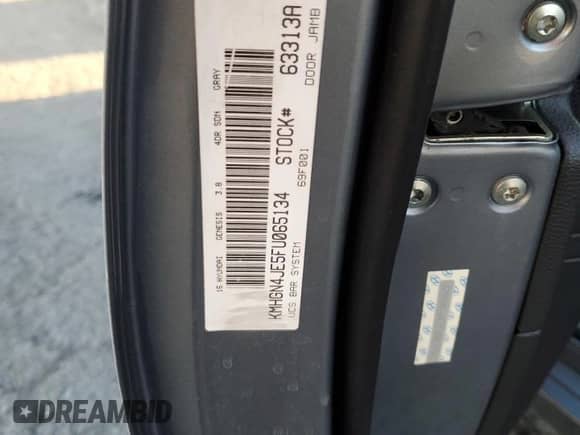 15 HYUNDAI GENESIS 3.8 4DR SDN GRAY
KMHGN4JE5FU065134 STOCK# 63313A
UCS BAR SYSTEM 69F001 DOOR JAMB
DREAMBID